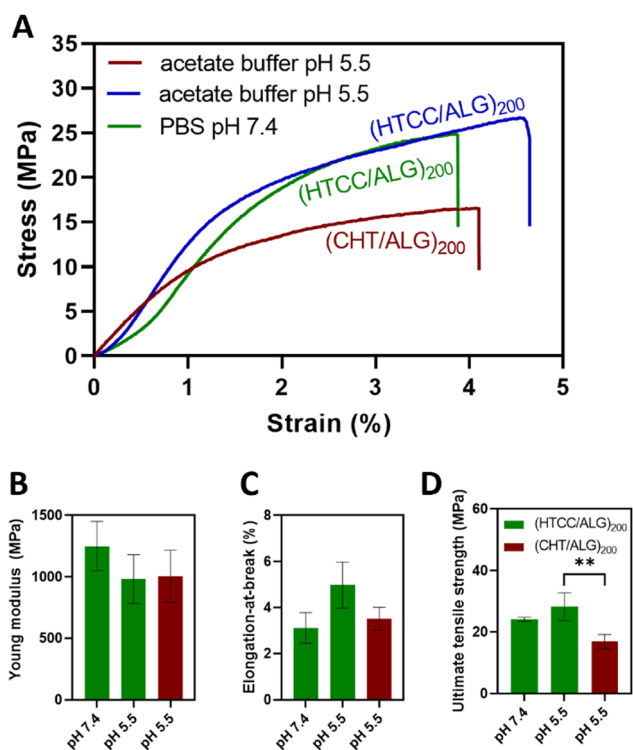 A
35
30
25
20
15
10
5
0
Stress (MPa)
acetate buffer pH 5.5
acetate buffer pH 5.5
PBS pH 7.4
(HTCC/ALG)200
(HTCC/ALG)200
(CHT/ALG)200
0 1 2 3 4 5
Strain (%)
B
1500
1000
500
0
Young modulus (MPa)
pH 7.4 pH 5.5 pH 5.5
C
8
6
4
2
0
Elongation-at-break (%)
pH 7.4 pH 5.5 pH 5.5
D
60
40
20
0
Ultimate tensile strength (MPa)
(HTCC/ALG)200
(CHT/ALG)200
**
pH 7.4 pH 5.5 pH 5.5